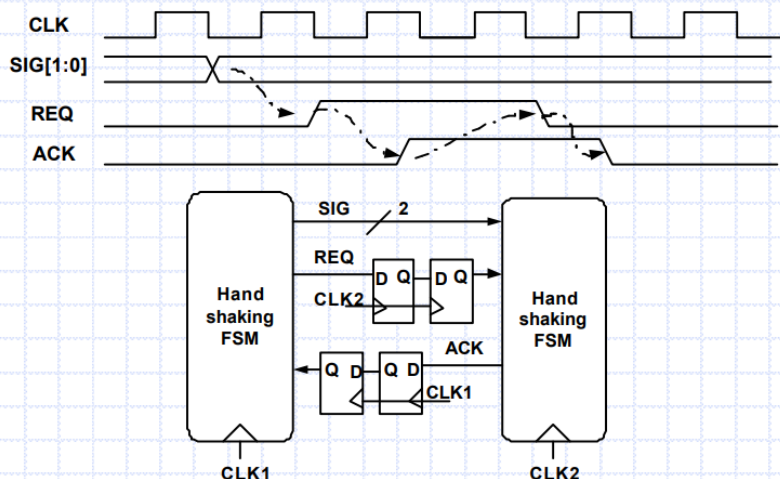 CLK
SIG[1:0]
REQ
ACK
SIG 2
REQ
D Q D Q
CLK2
Hand
shaking
FSM
Hand
shaking
FSM
ACK
Q D Q D
CLK1
CLK1
CLK2